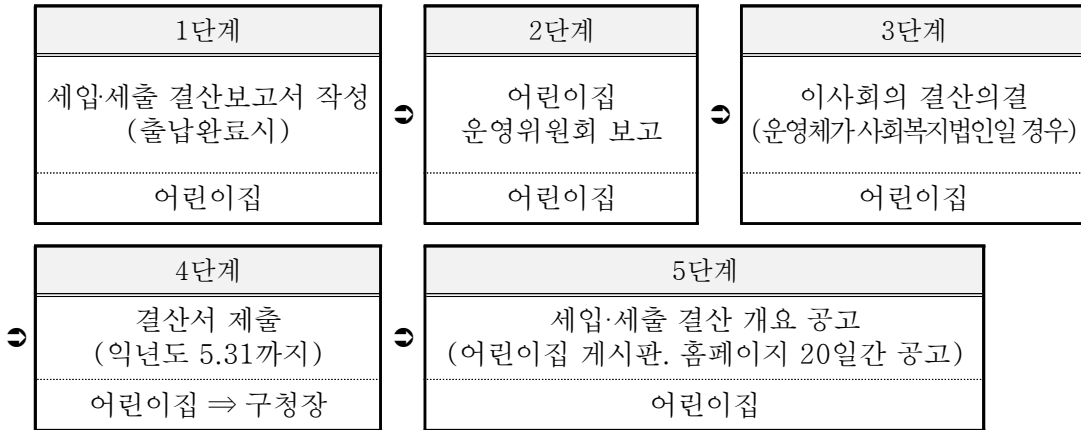 1단계
세입·세출 결산보고서 작성
(출납완료시)
어린이집
➲
2단계
어린이집
운영위원회 보고
어린이집
➲
3단계
이사회의 결산의결
(운영체가 사회복지법인일 경우)
어린이집
➲
4단계
결산서 제출
(익년도 5.31까지)
어린이집 ⇒ 구청장
➲
5단계
세입·세출 결산 개요 공고
(어린이집 게시판. 홈페이지 20일간 공고)
어린이집